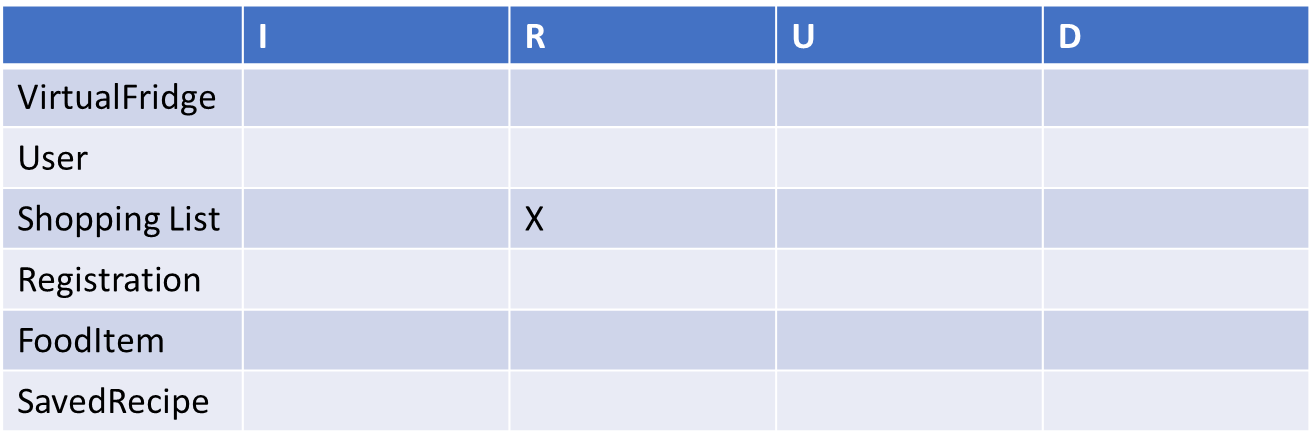 I R U D
VirtualFridge
User
Shopping List X
Registration
FoodItem
SavedRecipe